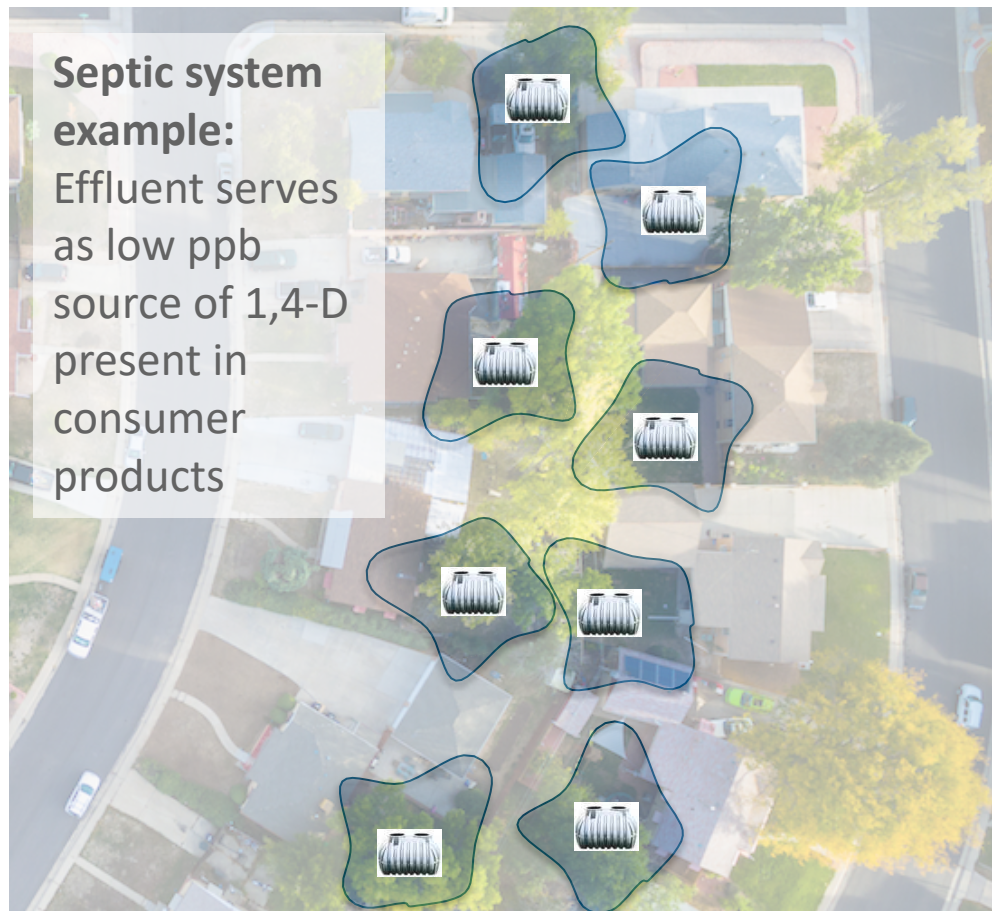 Septic system
example:
Effluent serves
as low ppb
source of 1,4-D
present in
consumer
products